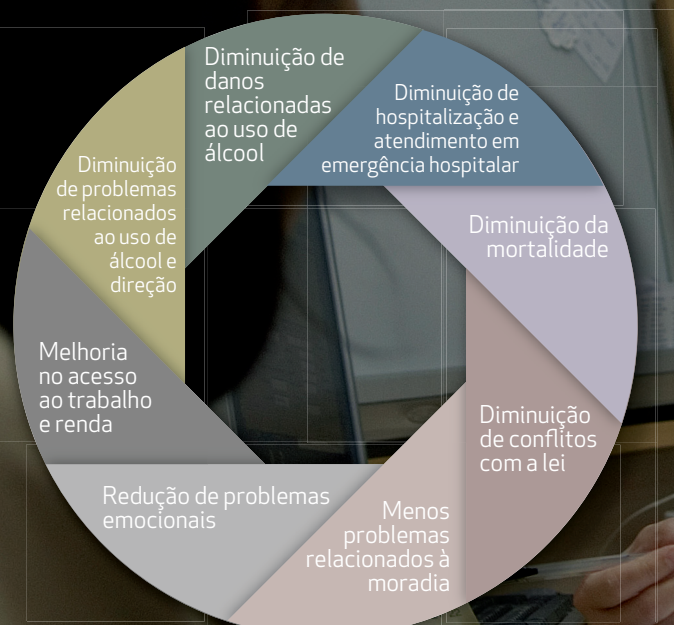 Diminuição de
danos
relacionadas
ao uso de
álcool
Diminuição de
hospitalização e
atendimento em
emergência hospitalar
Diminuição da
mortalidade
Diminuição
de conflitos
com a lei
Menos
problemas
relacionados à
moradia
Redução de problemas
emocionais
Melhoria
no acesso
ao trabalho
e renda
Diminuição
de problemas
relacionados
ao uso de
álcool e
direção